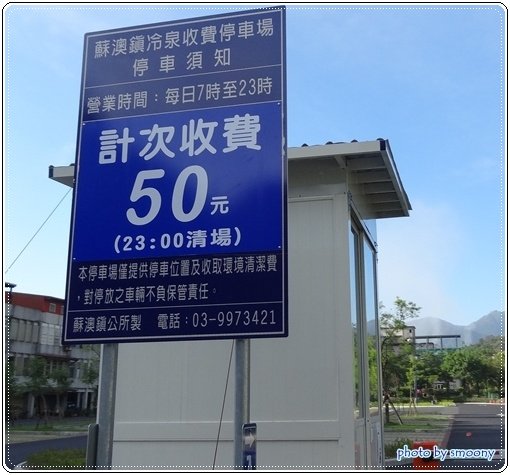 蘇澳鎮冷泉收費停車場
停車須知
營業時間：每日7時至23時
計次收費
50元
(23:00清場)
本停車場僅提供停車位置及收取環境清潔費
，對停放之車輛不負保管責任。
蘇澳鎮公所製 電話：03-9973421
photo by smoony